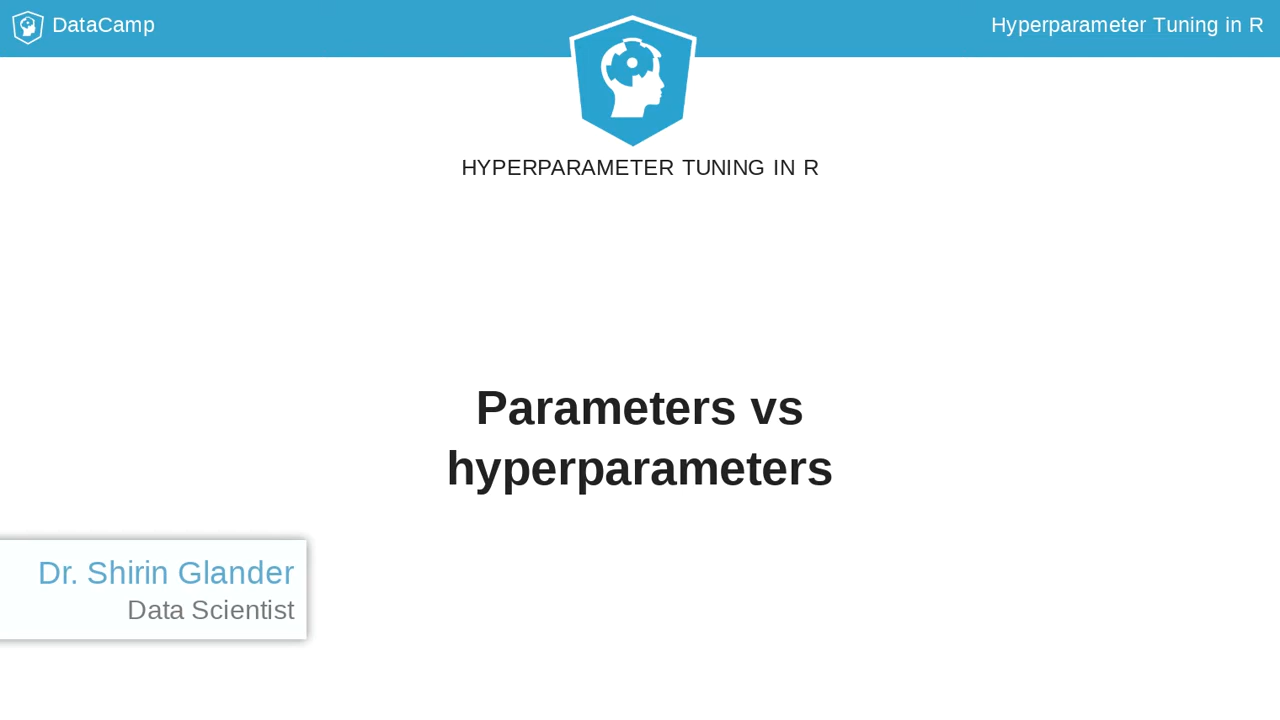 DataCamp
Hyperparameter Tuning in R
HYPERPARAMETER TUNING IN R
Parameters vs
hyperparameters
Dr. Shirin Glander
Data Scientist